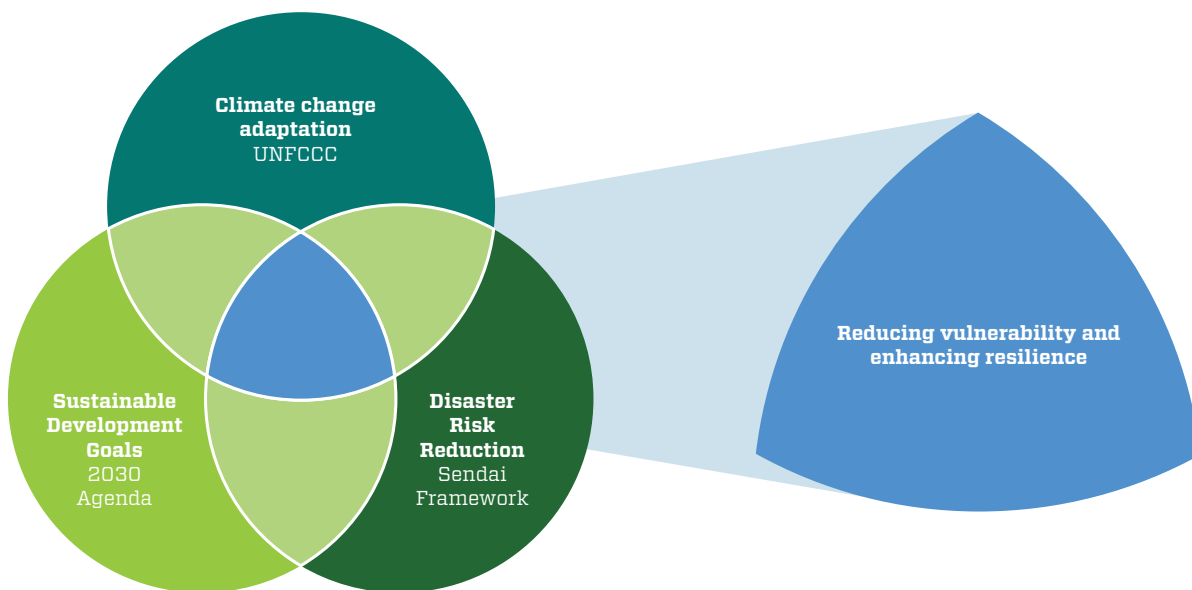 Climate change
adaptation
UNFCCC
Sustainable
Development
Goals
2030
Agenda
Disaster
Risk
Reduction
Sendai
Framework
Reducing vulnerability and
enhancing resilience